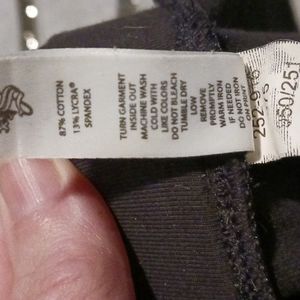 87% COTTON
13% LYCRA®
SPANDEX
TURN GARMENT
INSIDE OUT
MACHINE WASH
COLD WITH
LIKE COLORS
DO NOT BLEACH
TUMBLE DRY
LOW
REMOVE
PROMPTLY
WARM IRON
IF NEEDED
DO NOT IRON
ON PRINT